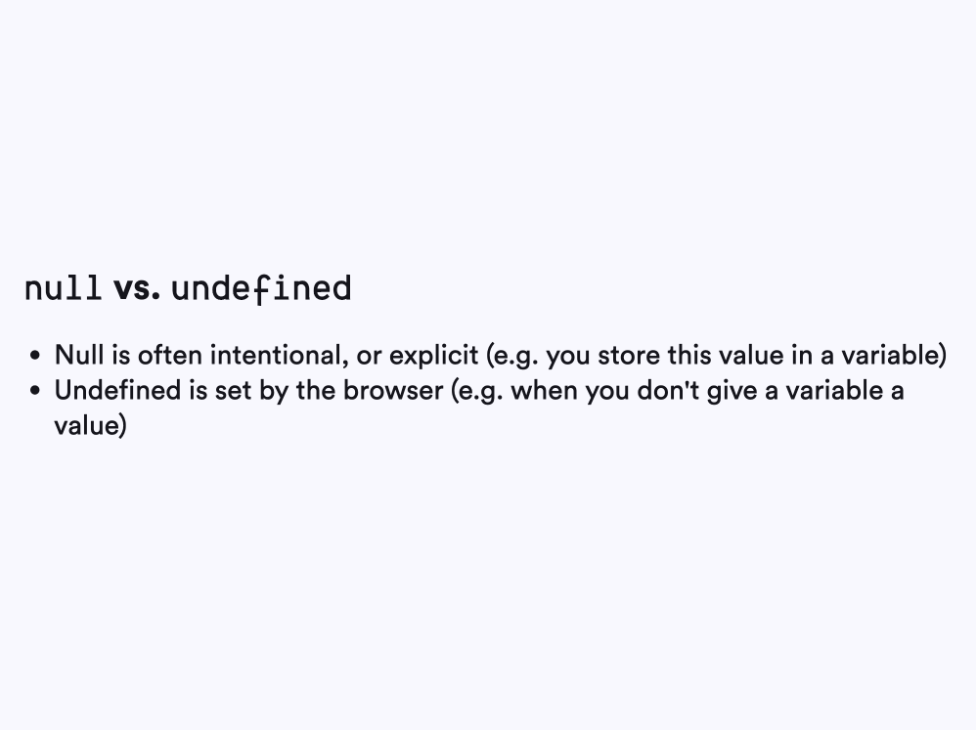 null vs. undefined
• Null is often intentional, or explicit (e.g. you store this value in a variable)
• Undefined is set by the browser (e.g. when you don't give a variable a
value)